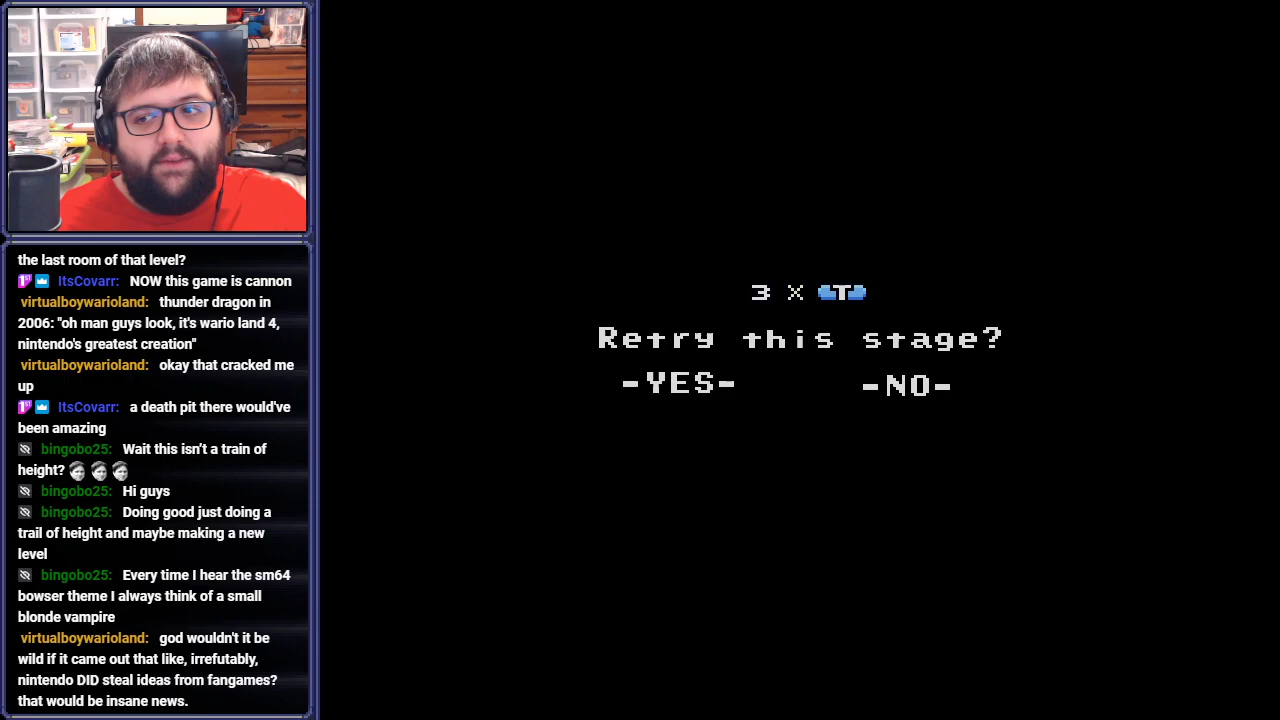 the last room of that level?
ItsCovarr: NOW this game is cannon
virtualboywarioland: thunder dragon in
2006: "oh man guys look, it's wario land 4,
nintendo's greatest creation"
virtualboywarioland: okay that cracked me
up
ItsCovarr: a death pit there would've
been amazing
bingobo25: Wait this isn't a train of
height?
bingobo25: Hi guys
bingobo25: Doing good just doing a
trail of height and maybe making a new
level
bingobo25: Every time I hear the sm64
bowser theme I always think of a small
blonde vampire
virtualboywarioland: god wouldn't it be
wild if it came out that like, irrefutably,
nintendo DID steal ideas from fangames?
that would be insane news.
3 x T
Retry this stage?
-YES- -NO-